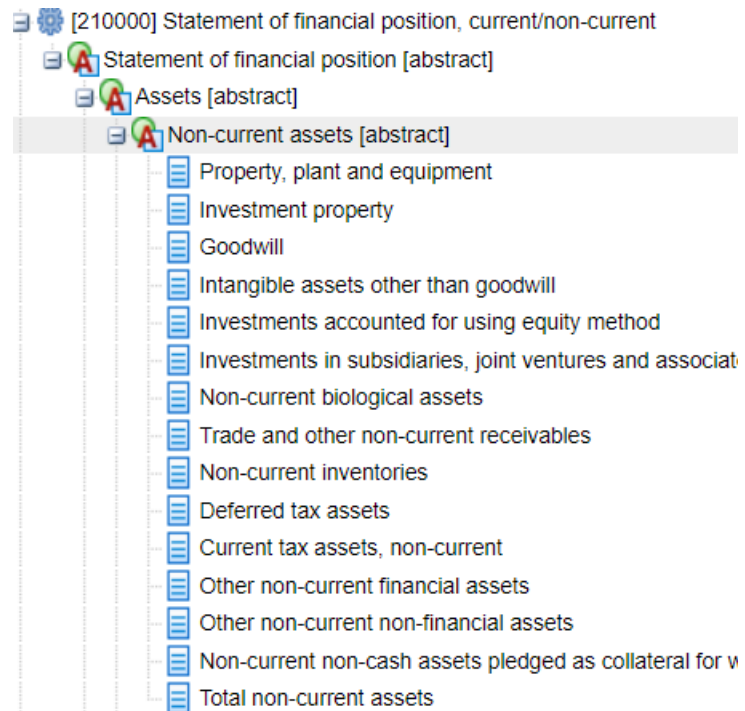 [210000] Statement of financial position, current/non-current
Statement of financial position [abstract]
Assets [abstract]
Non-current assets [abstract]
Property, plant and equipment
Investment property
Goodwill
Intangible assets other than goodwill
Investments accounted for using equity method
Investments in subsidiaries, joint ventures and
Non-current biological assets
Trade and other non-current receivables
Non-current inventories
Deferred tax assets
Current tax assets, non-current
Other non-current financial assets
Other non-current non-financial assets
Non-current non-cash assets pledged as collateral for
Total non-current assets